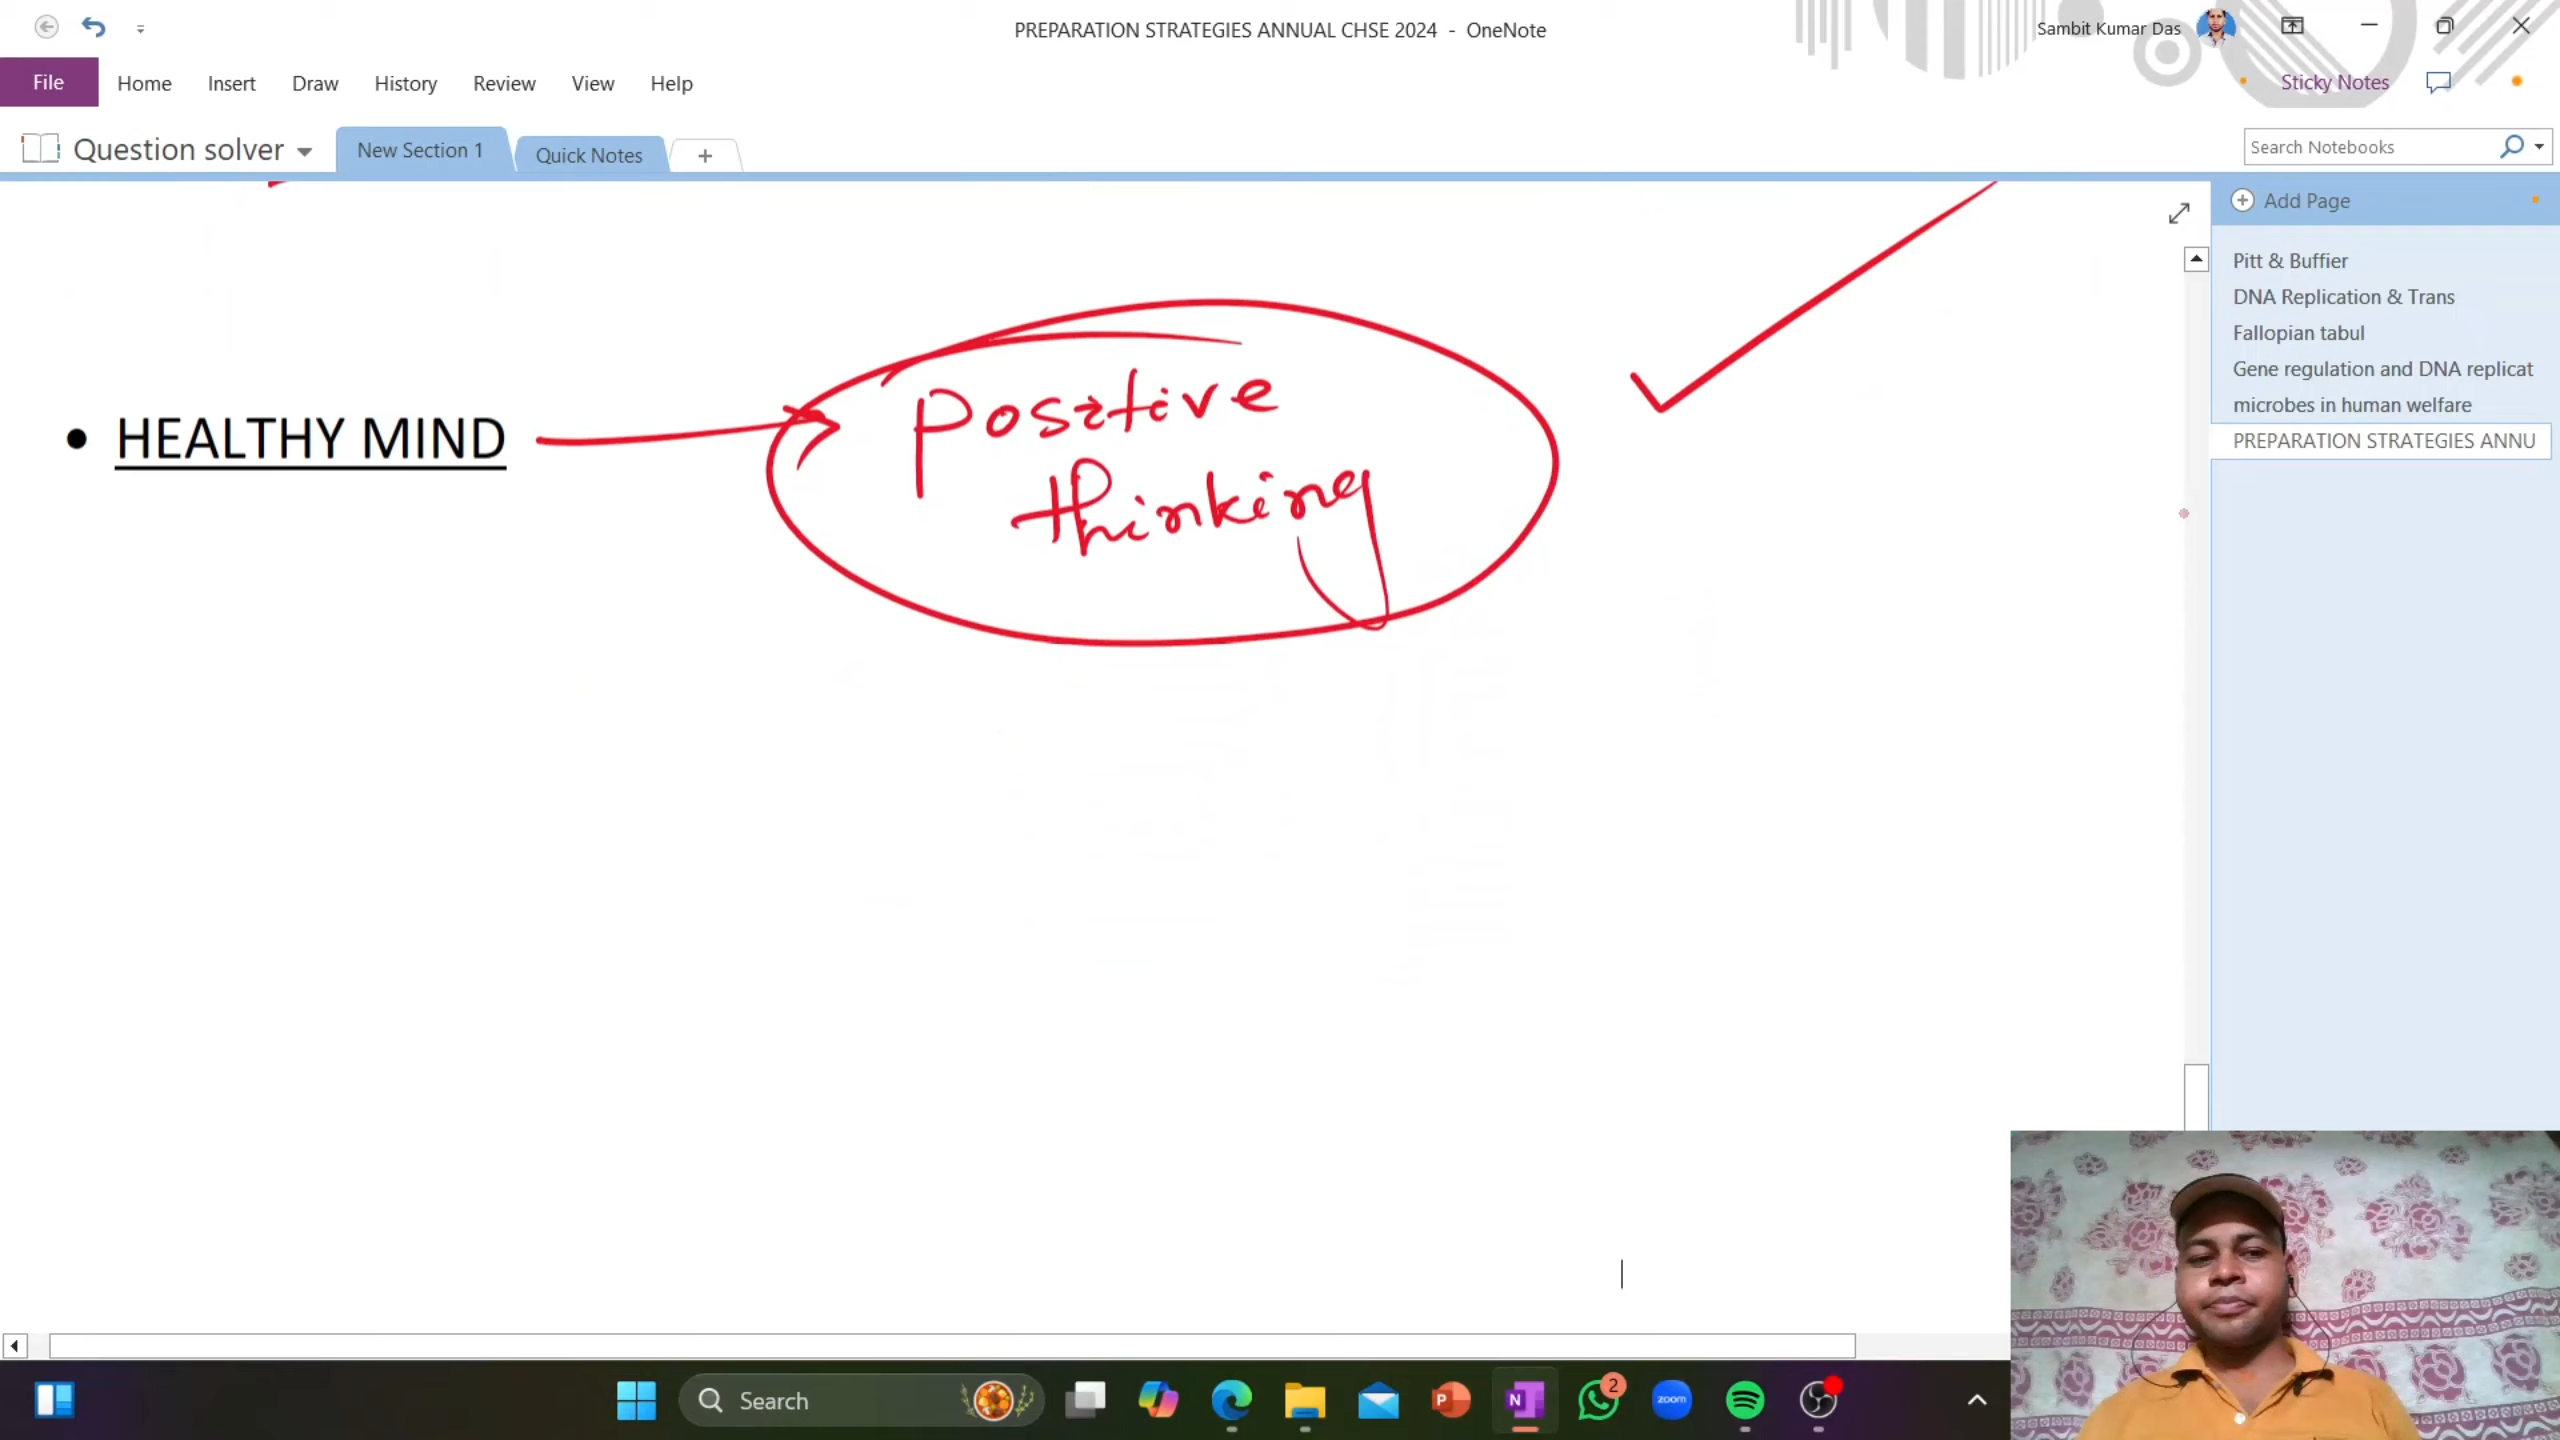 PREPARATION STRATEGIES ANNUAL CHSE 2024 - OneNote
Sambit Kumar Das
File Home Insert Draw History Review View Help
Sticky Notes
Question solver
New Section 1
Quick Notes
Search Notebooks
Add Page
Pitt & Buffier
DNA Replication & Trans
Fallopian tabul
Gene regulation and DNA replicat
microbes in human welfare
PREPARATION STRATEGIES ANNU
• HEALTHY MIND
Positive
thinking
Search
P
N
2
zoom